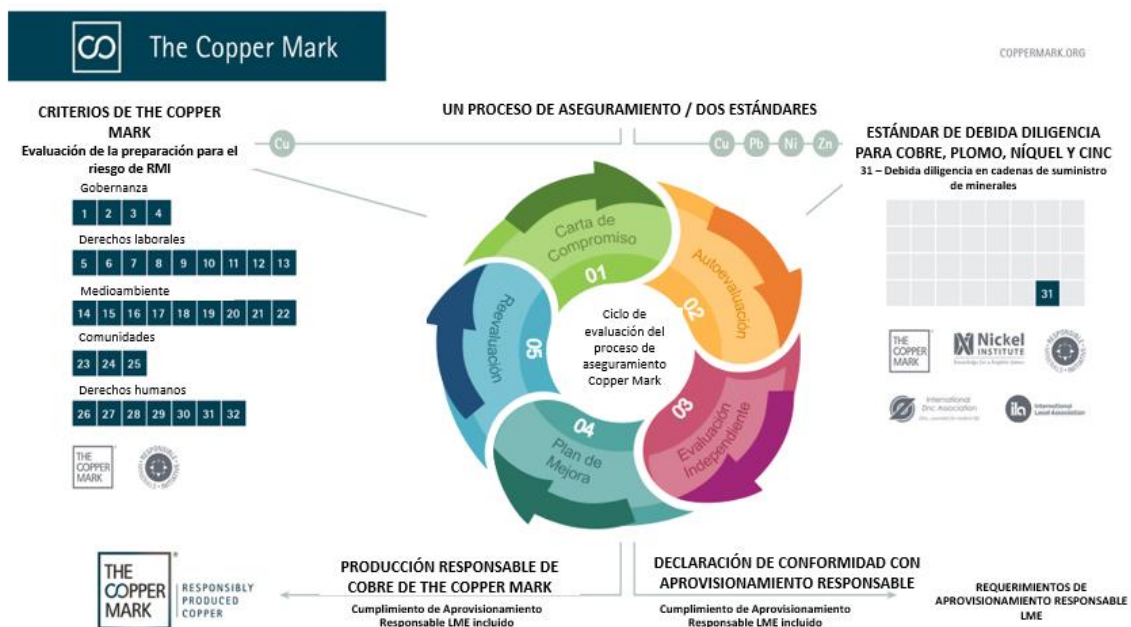 The Copper Mark
COPPERMARK.ORG
CRITERIOS DE THE COPPER
MARK
Evaluación de la preparación para el
riesgo de RMI
Gobernanza
1 2 3 4
Derechos laborales
5 6 7 8 9 10 11 12 13
Medioambiente
14 15 16 17 18 19 20 21 22
Comunidades
23 24 25
Derechos humanos
26 27 28 29 30 31 32
THE
COPPER
MARK
UN PROCESO DE ASEGURAMIENTO / DOS ESTÁNDARES
Cu
Cu Pb Ni Zn
Carta de
Compromiso
01
Autoevaluación
02
Evaluación
Independiente
03
Plan de
Mejora
04
Reevaluación
05
Ciclo de
evaluación del
proceso de
aseguramiento
Copper Mark
ESTÁNDAR DE DEBIDA DILIGENCIA
PARA COBRE, PLOMO, NÍQUEL Y CINC
31 – Debida diligencia en cadenas de suministro
de minerales
31
THE
COPPER
MARK
Nickel
INSTITUTE
International
Zinc Association
ila
International
Lead Association
THE
COPPER
MARK
RESPONSIBLY
PRODUCED
COPPER
PRODUCCIÓN RESPONSABLE DE
COBRE DE THE COPPER MARK
Cumplimiento de Aprovisionamiento
Responsable LME incluido
DECLARACIÓN DE CONFORMIDAD CON
APROVISIONAMIENTO RESPONSABLE
Cumplimiento de Aprovisionamiento
Responsable LME incluido
REQUERIMIENTOS DE
APROVISIONAMIENTO RESPONSABLE
LME